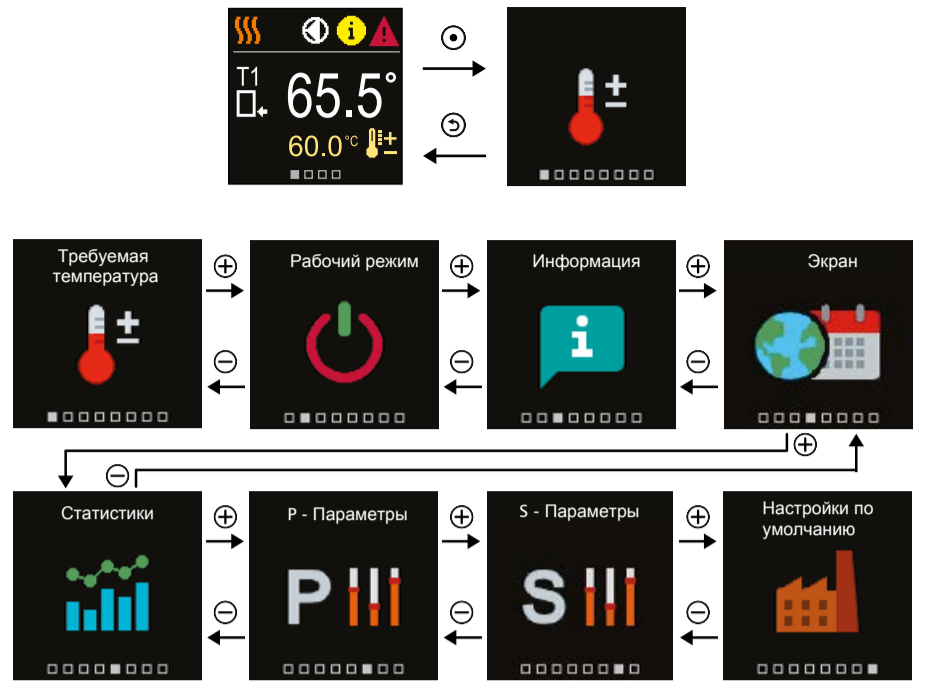 T1
65.5°
60.0°C
Требуемая
температура
Рабочий режим
Информация
Экран
Статистики
P - Параметры
S - Параметры
Настройки по
умолчанию
P
S